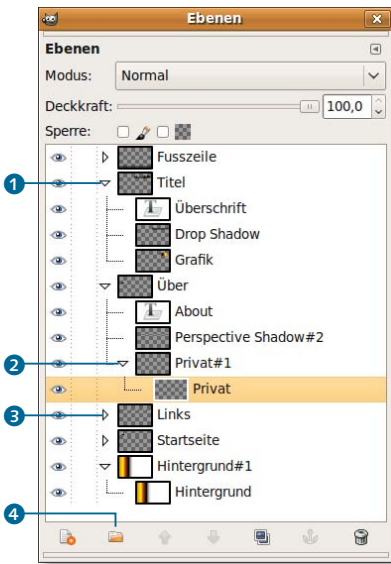 Ebenen
Ebenen
Modus: Normal
Deckkraft: 100,0
Sperre:
Fusszeile
1 Titel
Überschrift
Drop Shadow
Grafik
Über
About
Perspective Shadow#2
2 Privat#1
Privat
3 Links
Startseite
Hintergrund#1
Hintergrund
4